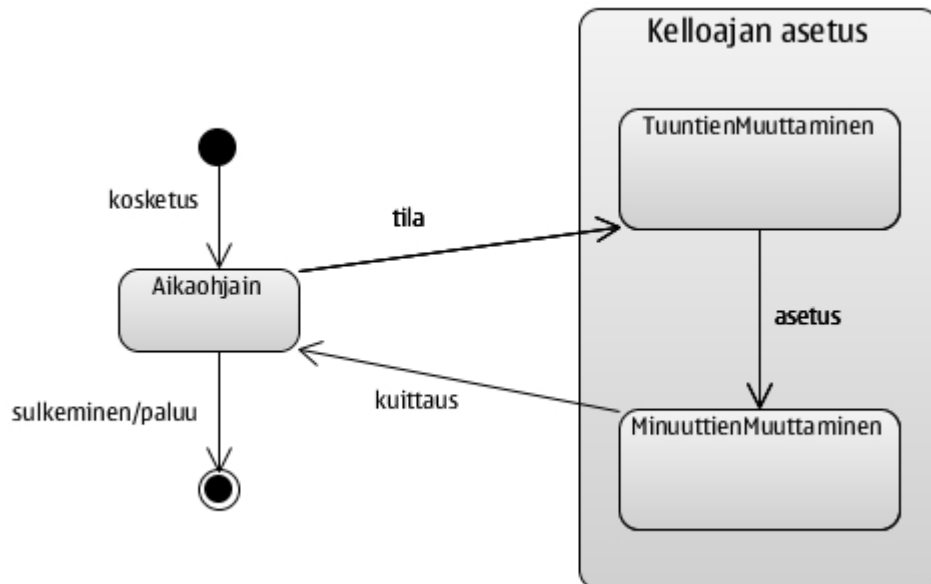 Kelloajan asetus
TuuntienMuuttaminen
kosketus
tila
Aikaohjain
asetus
kuittaus
sulkeminen/paluu
MinuuttienMuuttaminen